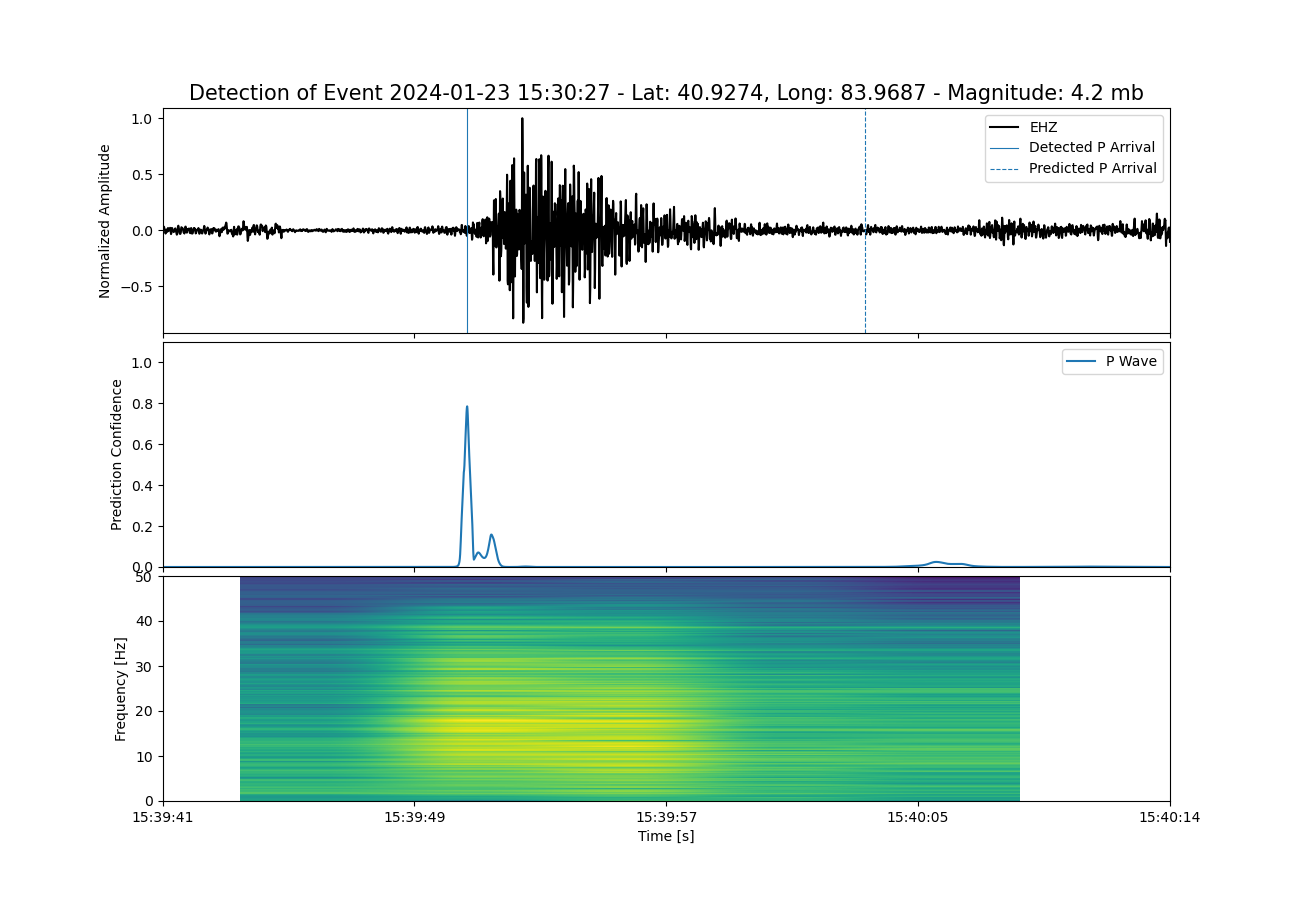 Detection of Event 2024-01-23 15:30:27 - Lat: 40.9274, Long: 83.9687 - Magnitude: 4.2 mb
1.0
0.5
0.0
−0.5
Normalized Amplitude
EHZ
Detected P Arrival
Predicted P Arrival
1.0
0.8
0.6
0.4
0.2
0.0
Prediction Confidence
P Wave
50
40
30
20
10
0
Frequency [Hz]
15:39:41
15:39:49
15:39:57
15:40:05
15:40:14
Time [s]